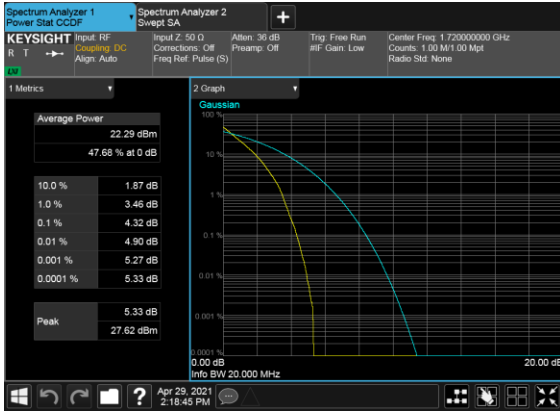 Spectrum Analyzer 1
Power Stat CCDF
Spectrum Analyzer 2
Swept SA
KEYSIGHT
R T
Input: RF
Coupling: DC
Align: Auto
Input Z: 50 Ω
Corrections: Off
Freq Ref: Pulse (S)
Atten: 36 dB
Preamp: Off
Trig: Free Run
#IF Gain: Low
Center Freq: 1.720000000 GHz
Counts: 1.00 M/1.00 Mpt
Radio Std: None
1 Metrics
Average Power
22.29 dBm
47.68 % at 0 dB
10.0 % 1.87 dB
1.0 % 3.46 dB
0.1 % 4.32 dB
0.01 % 4.90 dB
0.001 % 5.27 dB
0.0001 % 5.33 dB
Peak
5.33 dB
27.62 dBm
2 Graph
Gaussian
100 %
10 %
1 %
0.1 %
0.01 %
0.001 %
0.0001 %
0.00 dB
20.00 dB
Info BW 20.000 MHz
?
Apr 29, 2021
2:18:45 PM